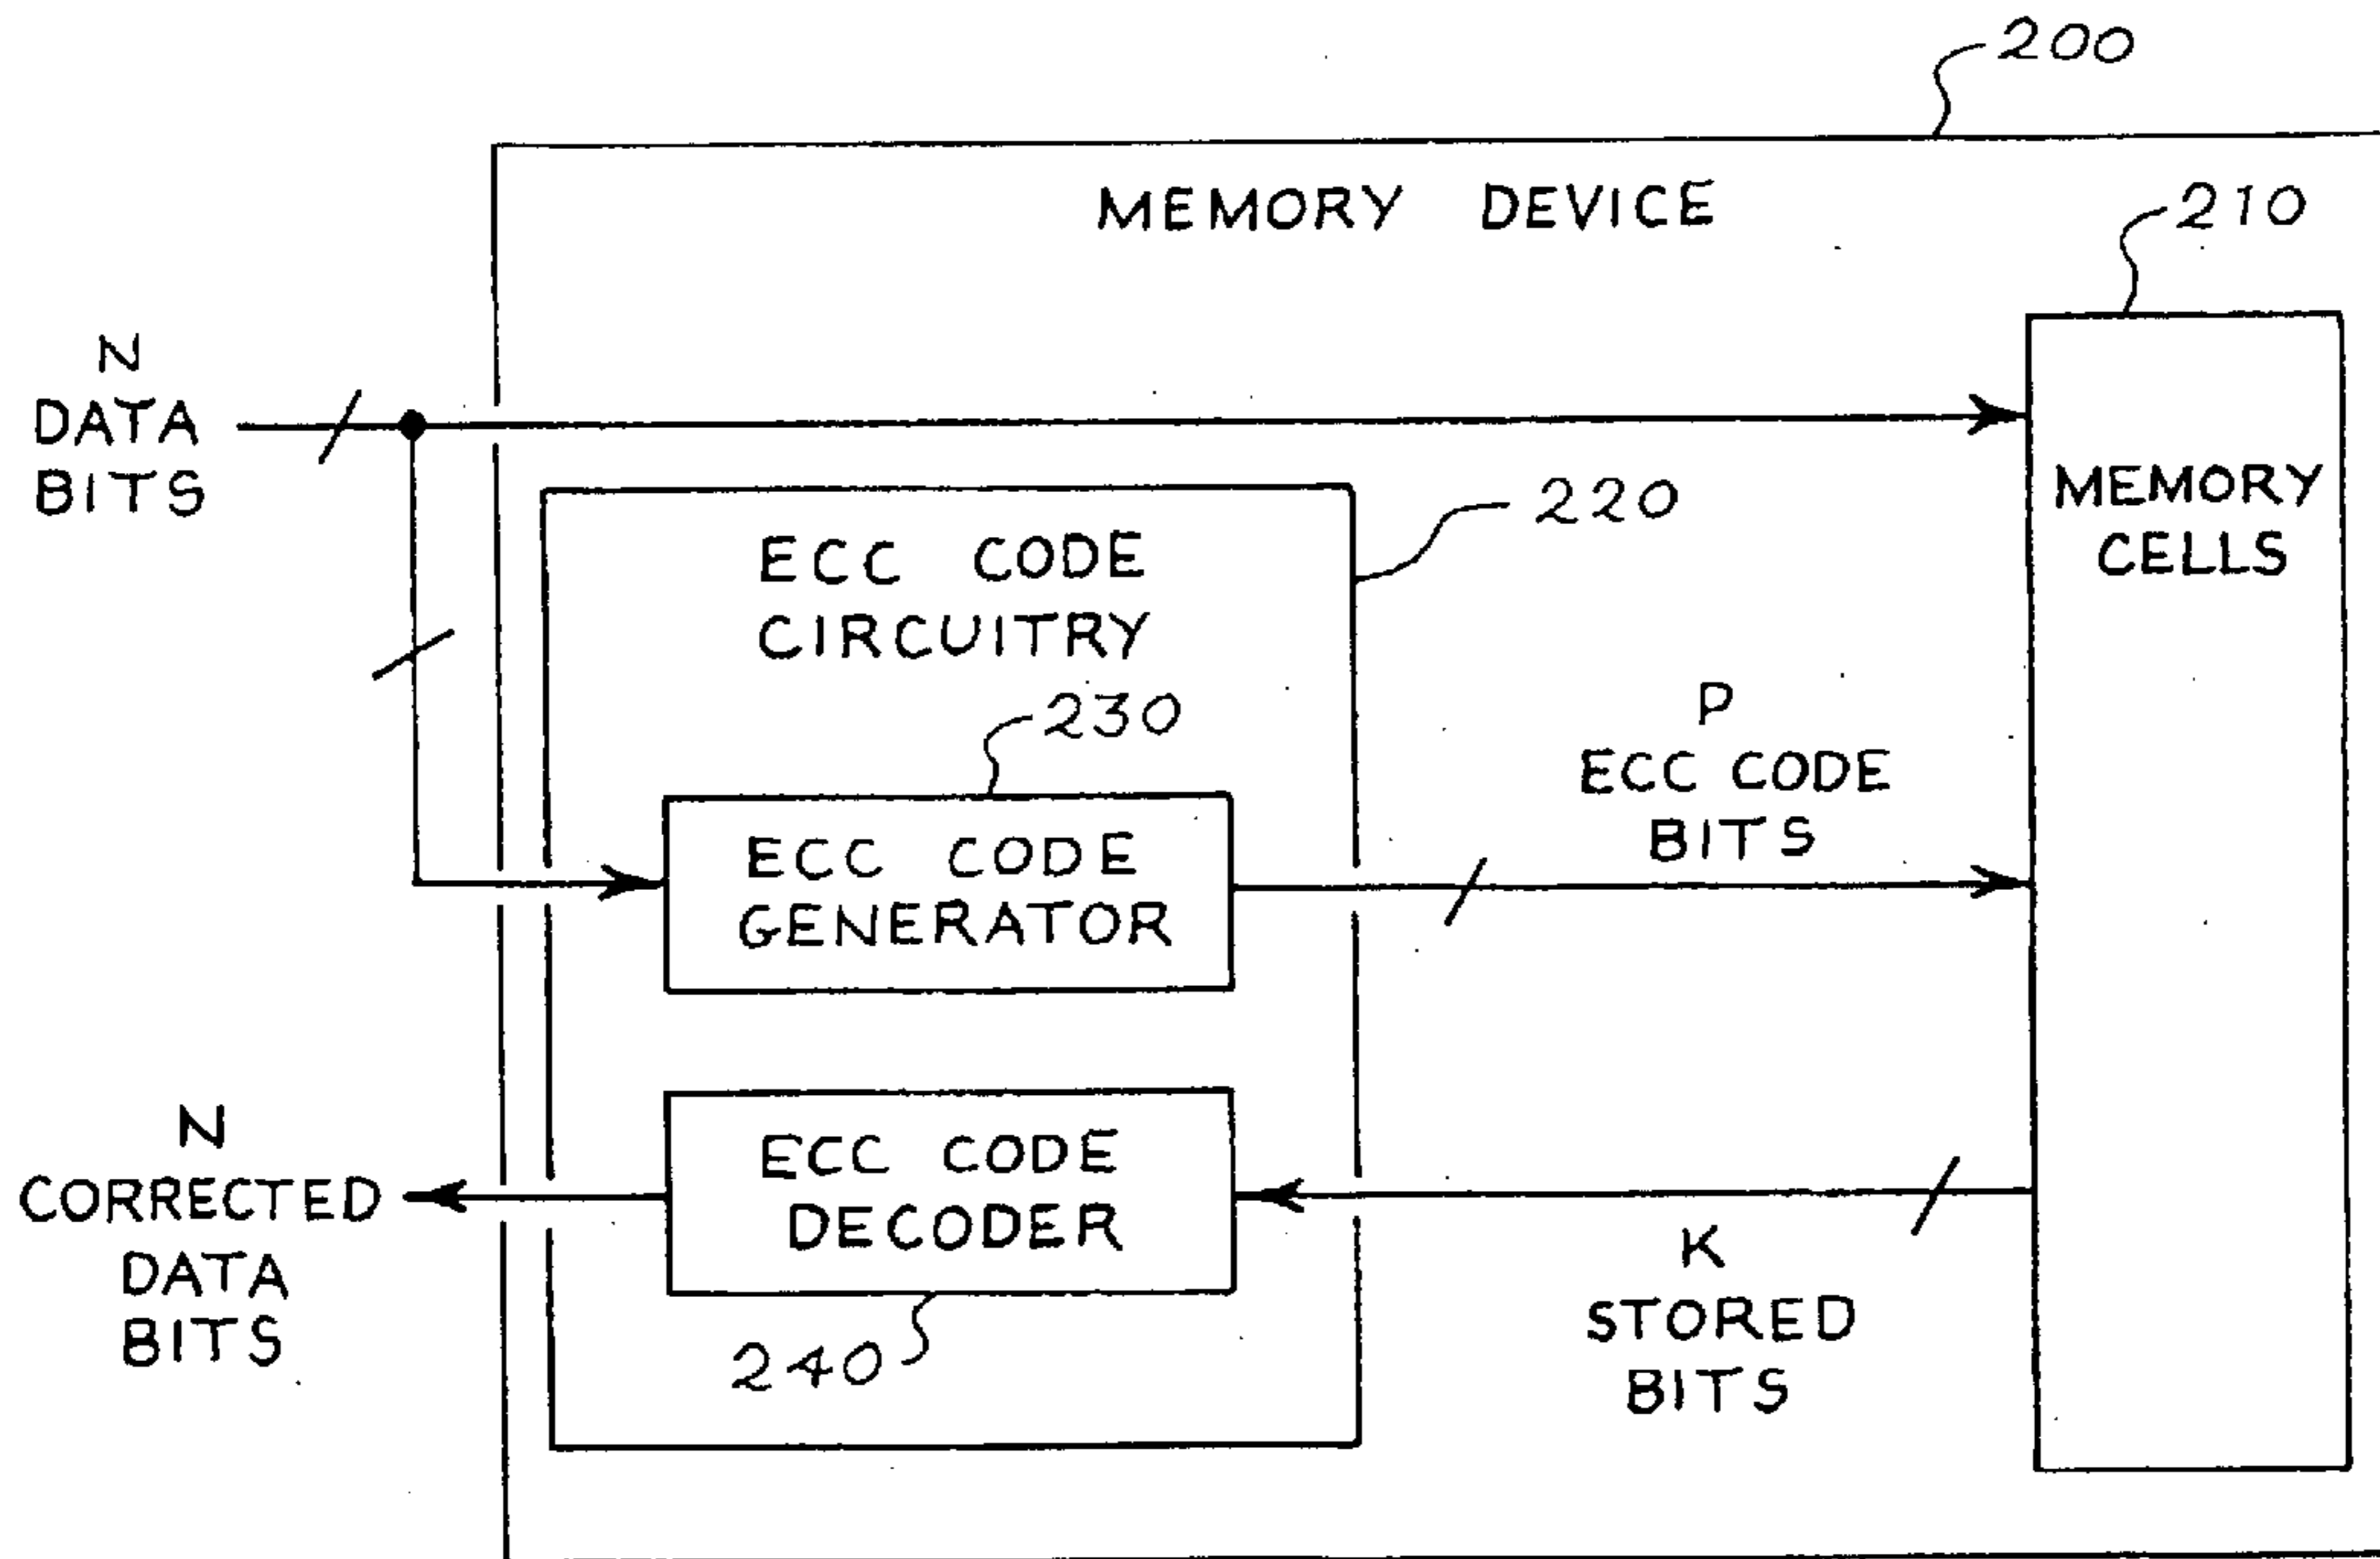 200
MEMORY DEVICE
210
N
DATA
BITS
MEMORY
CELLS
220
ECC CODE
CIRCUITRY
230
P
ECC CODE
BITS
ECC CODE
GENERATOR
N
CORRECTED
DATA
BITS
ECC CODE
DECODER
240
K
STORED
BITS